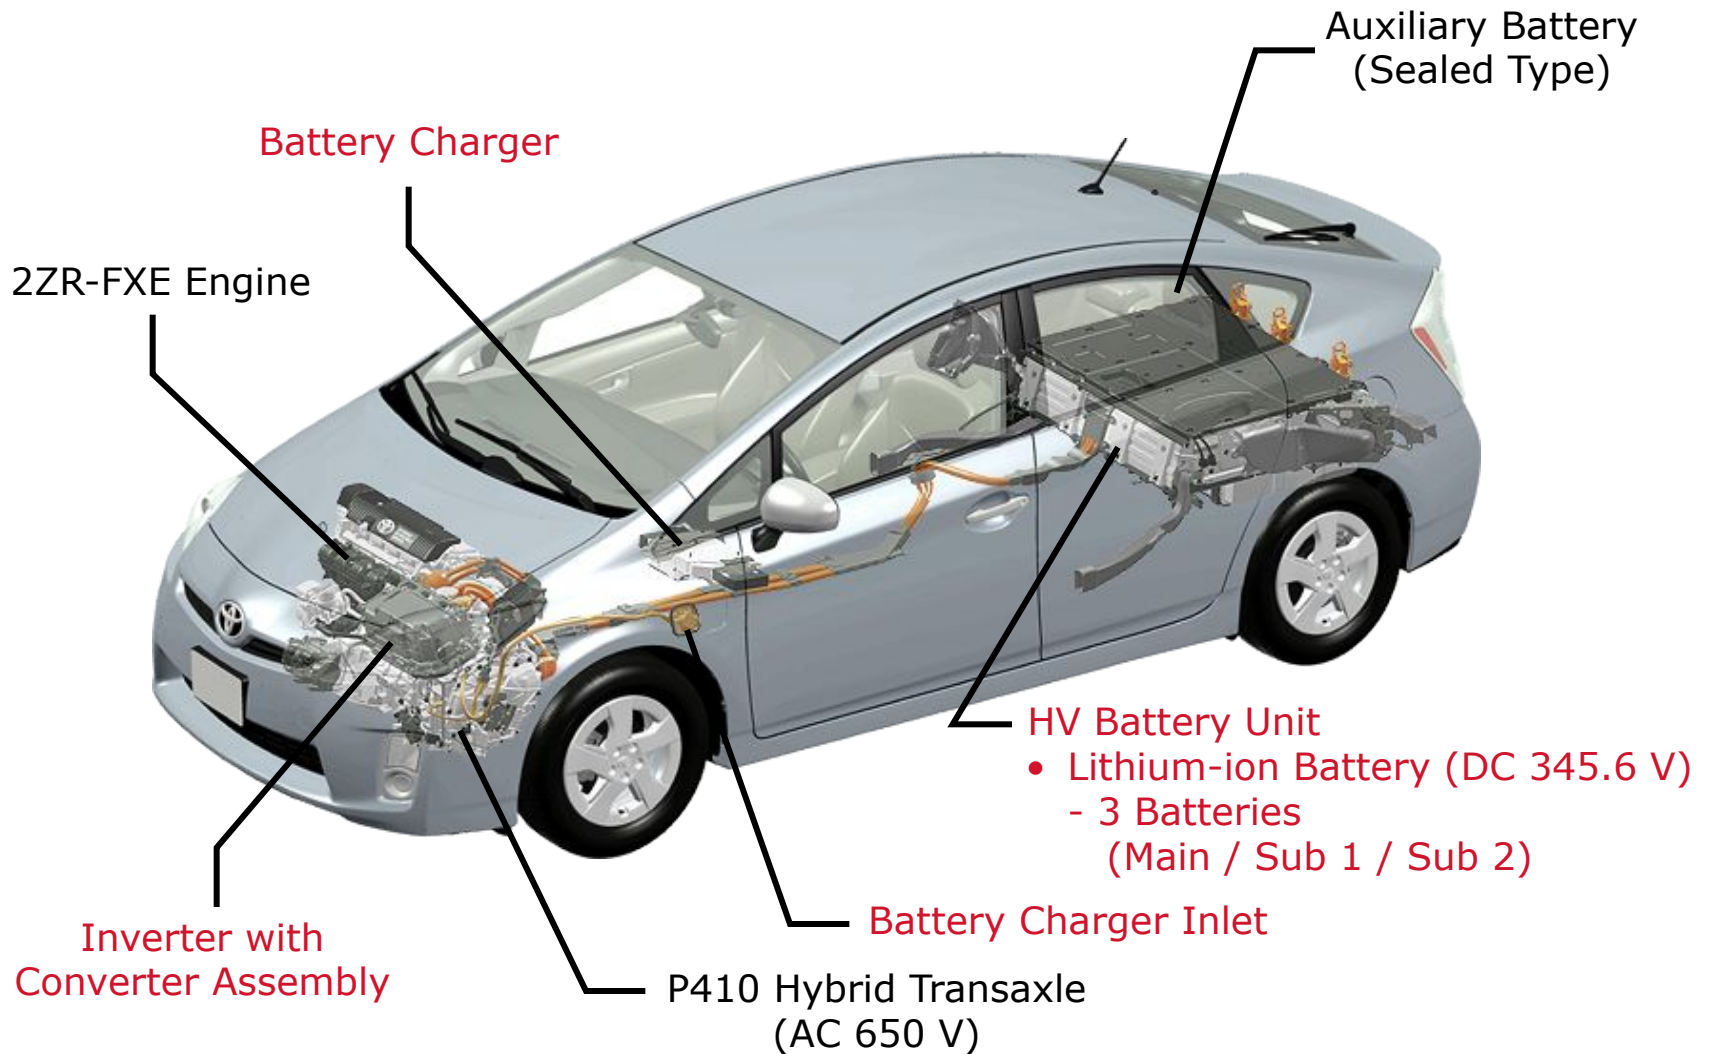 Auxiliary Battery
(Sealed Type)
Battery Charger
2ZR-FXE Engine
HV Battery Unit
• Lithium-ion Battery (DC 345.6 V)
- 3 Batteries
(Main / Sub 1 / Sub 2)
Battery Charger Inlet
Inverter with
Converter Assembly
P410 Hybrid Transaxle
(AC 650 V)